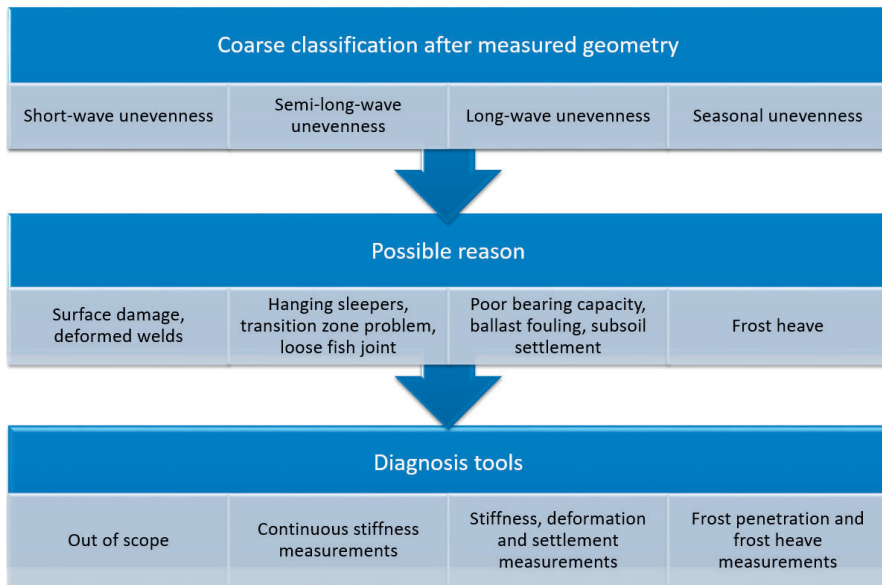 Coarse classification after measured geometry
Short-wave unevenness
Semi-long-wave
unevenness
Long-wave unevenness
Seasonal unevenness
Possible reason
Surface damage,
deformed welds
Hanging sleepers,
transition zone problem,
loose fish joint
Poor bearing capacity,
ballast fouling, subsoil
settlement
Frost heave
Diagnosis tools
Out of scope
Continuous stiffness
measurements
Stiffness, deformation
and settlement
measurements
Frost penetration and
frost heave
measurements